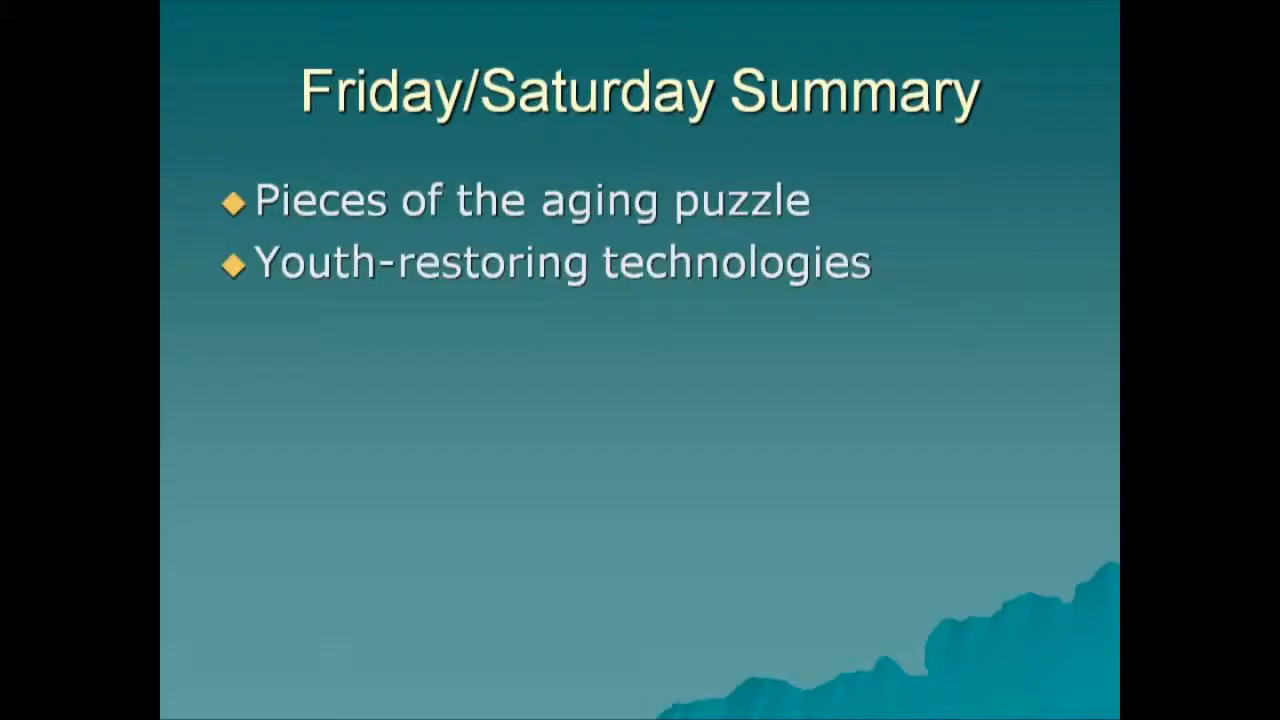 Friday/Saturday Summary
Pieces of the aging puzzle
Youth-restoring technologies